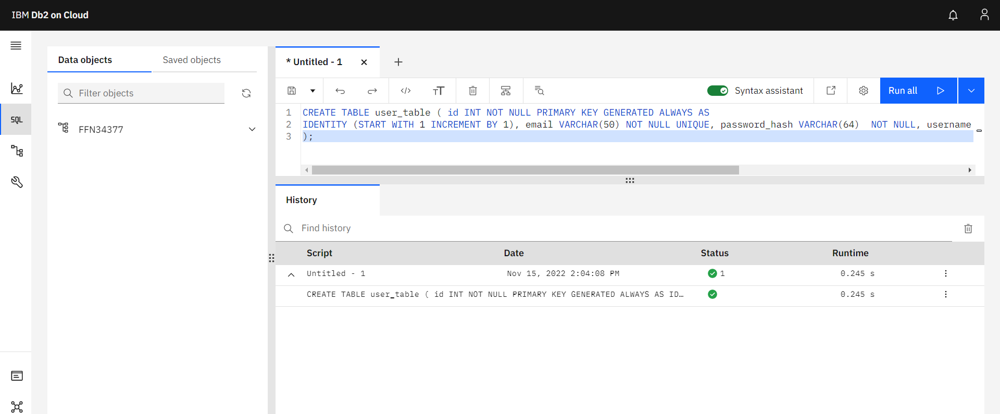 IBM Db2 on Cloud
Data objects
Saved objects
Filter objects
SQL
FFN34377
* Untitled - 1
Syntax assistant
Run all
1 CREATE TABLE user_table ( id INT NOT NULL PRIMARY KEY GENERATED ALWAYS AS
2 IDENTITY (START WITH 1 INCREMENT BY 1), email VARCHAR(50) NOT NULL UNIQUE, password_hash VARCHAR(64)  NOT NULL, username
3 );
History
Find history
Script Date Status Runtime
Untitled - 1 Nov 15, 2022 2:04:08 PM 1 0.245 s
CREATE TABLE user_table ( id INT NOT NULL PRIMARY KEY GENERATED ALWAYS AS ID… 0.245 s